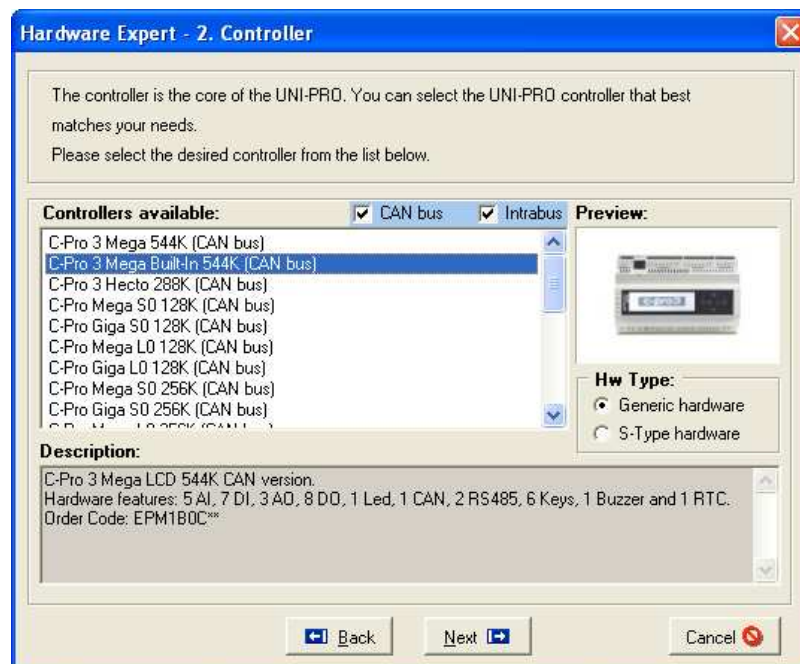 Hardware Expert - 2. Controller
The controller is the core of the UNI-PRO. You can select the UNI-PRO controller that best
matches your needs.
Please select the desired controller from the list below.
Controllers available:
CAN bus
Intrabus
Preview:
C-Pro 3 Mega 544K (CAN bus)
C-Pro 3 Mega Built-In 544K (CAN bus)
C-Pro 3 Hecto 288K (CAN bus)
C-Pro Mega S0 128K (CAN bus)
C-Pro Giga S0 128K (CAN bus)
C-Pro Mega L0 128K (CAN bus)
C-Pro Giga L0 128K (CAN bus)
C-Pro Mega S0 256K (CAN bus)
C-Pro Giga S0 256K (CAN bus)
Hw Type:
Generic hardware
S-Type hardware
Description:
C-Pro 3 Mega LCD 544K CAN version.
Hardware features: 5 AI, 7 DI, 3 AO, 8 DO, 1 Led, 1 CAN, 2 RS485, 6 Keys, 1 Buzzer and 1 RTC.
Order Code: EPM1B0C**
Back
Next
Cancel